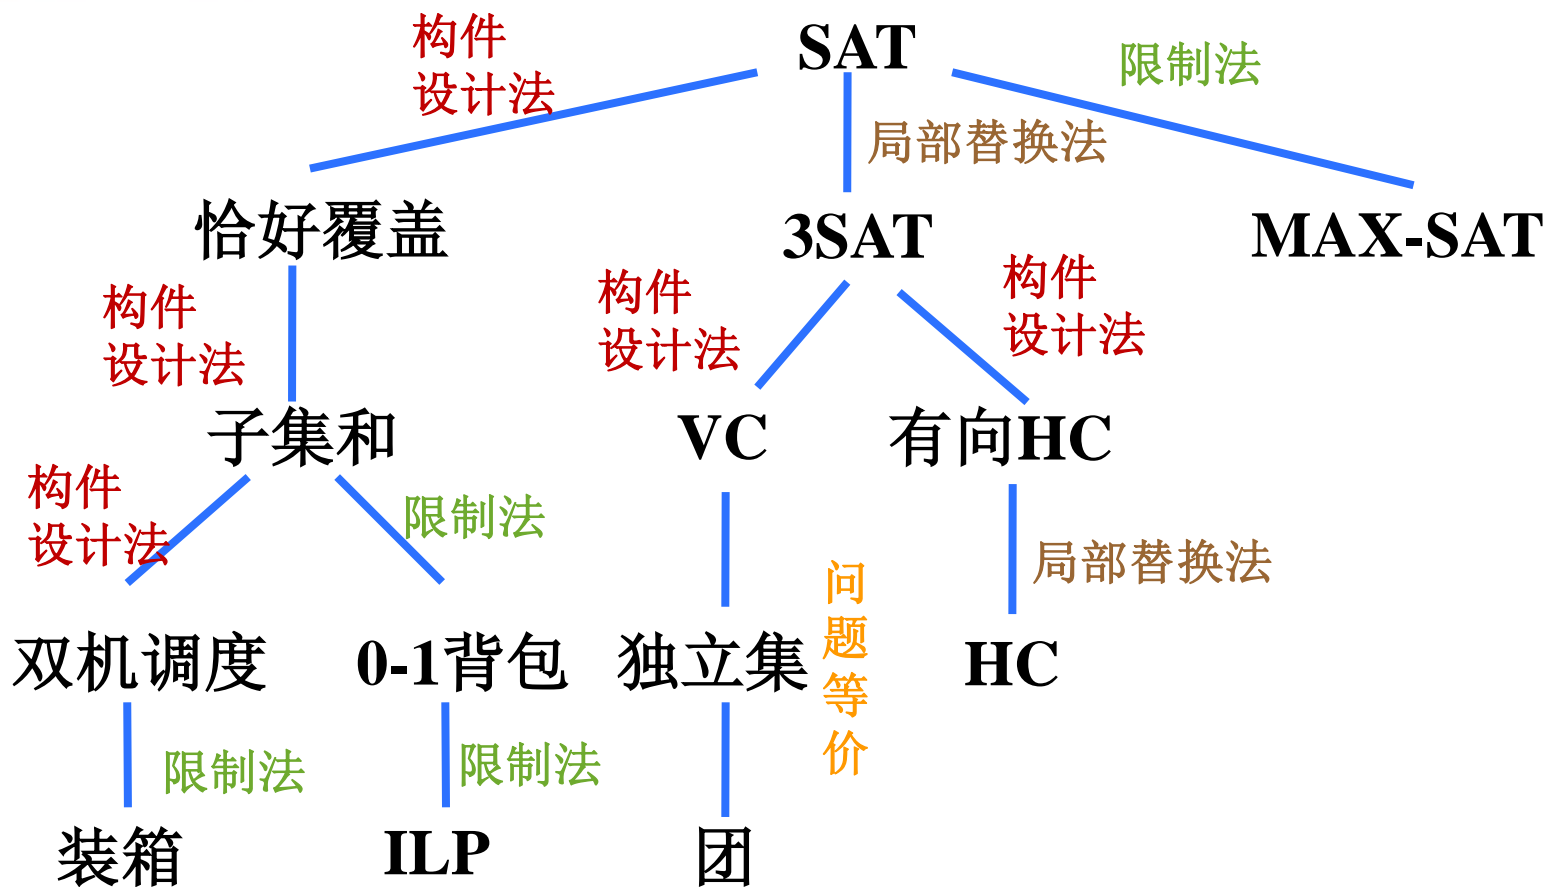 SAT
构件
设计法
限制法
局部替换法
恰好覆盖
3SAT
MAX-SAT
构件
设计法
构件
设计法
构件
设计法
子集和
VC
有向HC
构件
设计法
限制法
局部替换法
问
题
等
价
双机调度
0-1背包
独立集
HC
限制法
限制法
装箱
ILP
团